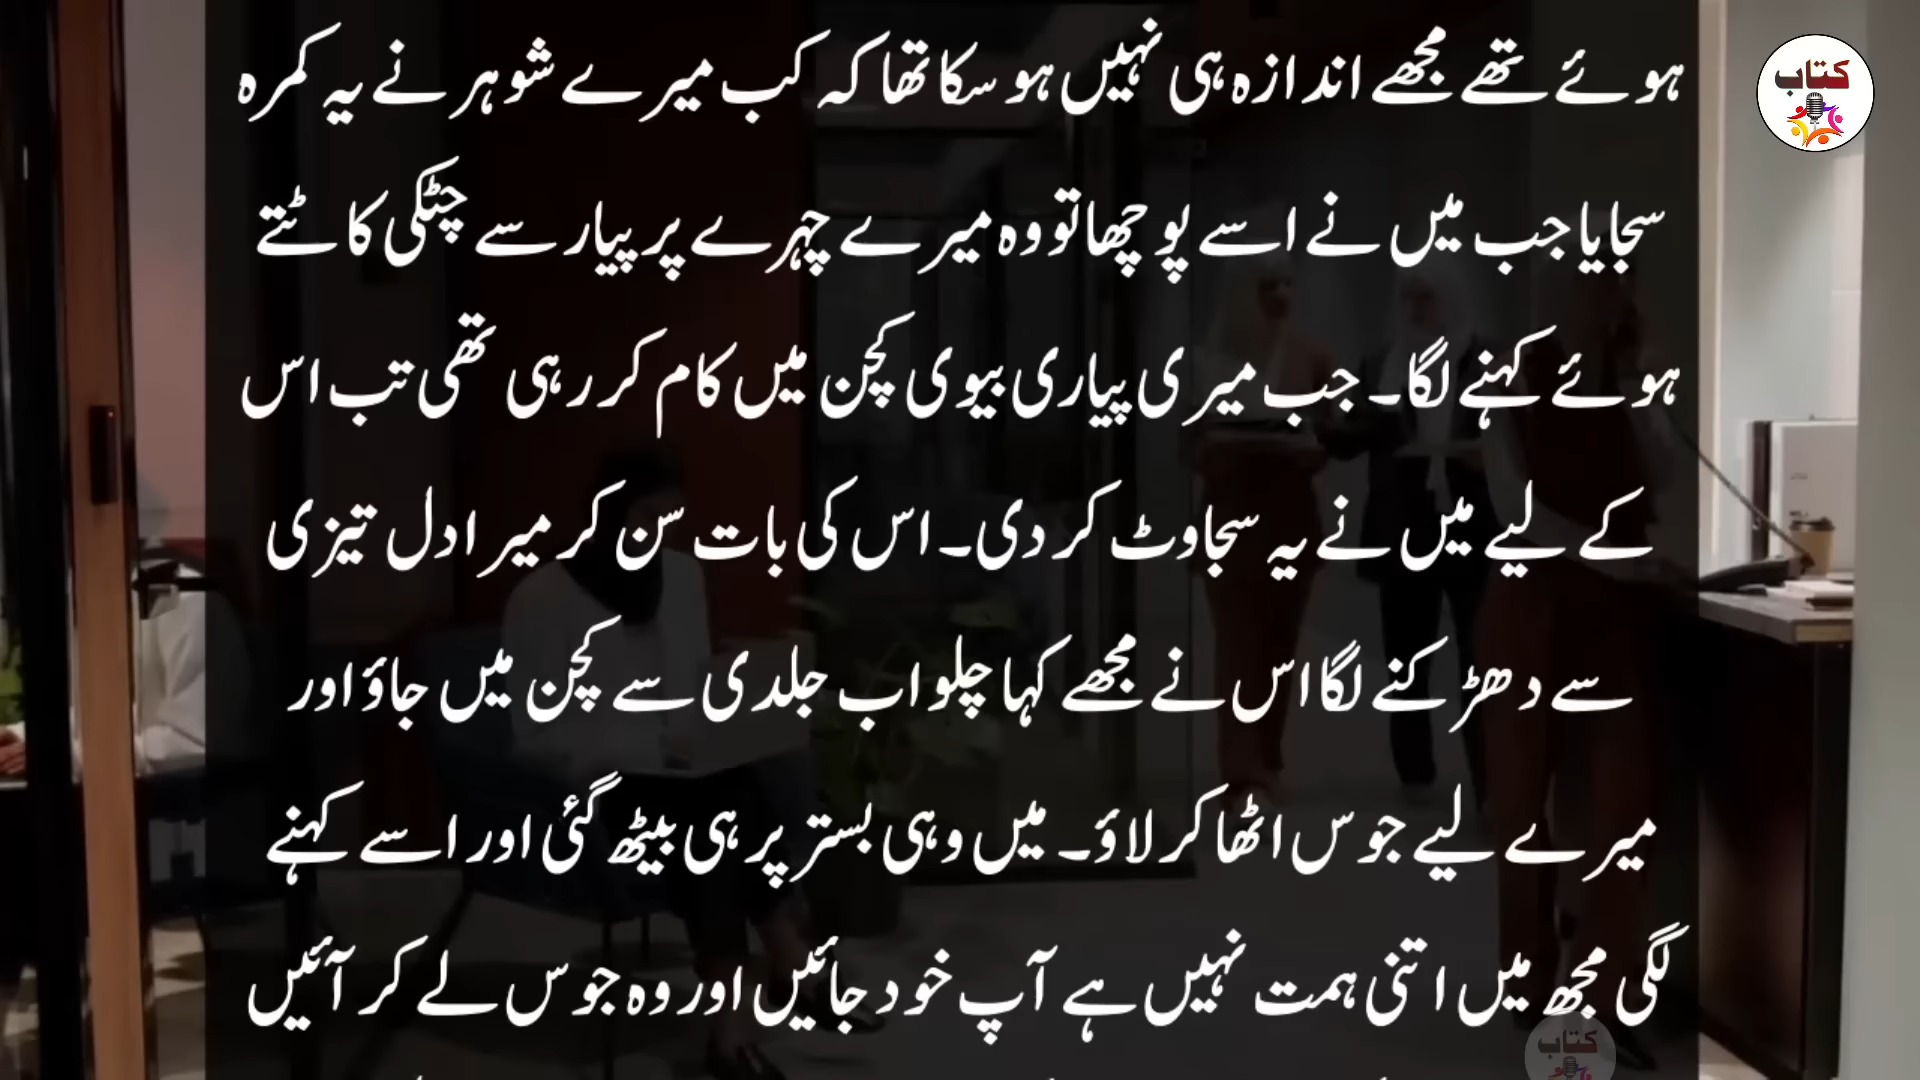 ہوئے تھے مجھے اندازہ ہی نہیں ہو سکا تھا کہ کب میرے شوہر نے یہ کمرہ
سجایا جب میں نے اسے پوچھا تو وہ میرے چہرے پر پیار سے چٹکی کاٹتے
ہوئے کہنے لگا۔ جب میری پیاری بیوی کچن میں کام کر رہی تھی تب اس
کے لیے میں نے یہ سجاوٹ کر دی۔ اس کی بات سن کر میرا دل تیزی
سے دھڑکنے لگا اس نے مجھے کہا چلو اب جلدی سے کچن میں جاؤ اور
میرے لیے جوس اٹھا کر لاؤ۔ میں وہی بستر پر ہی بیٹھ گئی اور اسے کہنے
لگی مجھ میں اتنی ہمت نہیں ہے آپ خود جائیں اور وہ جوس لے کر آئیں
کتاب
کتاب